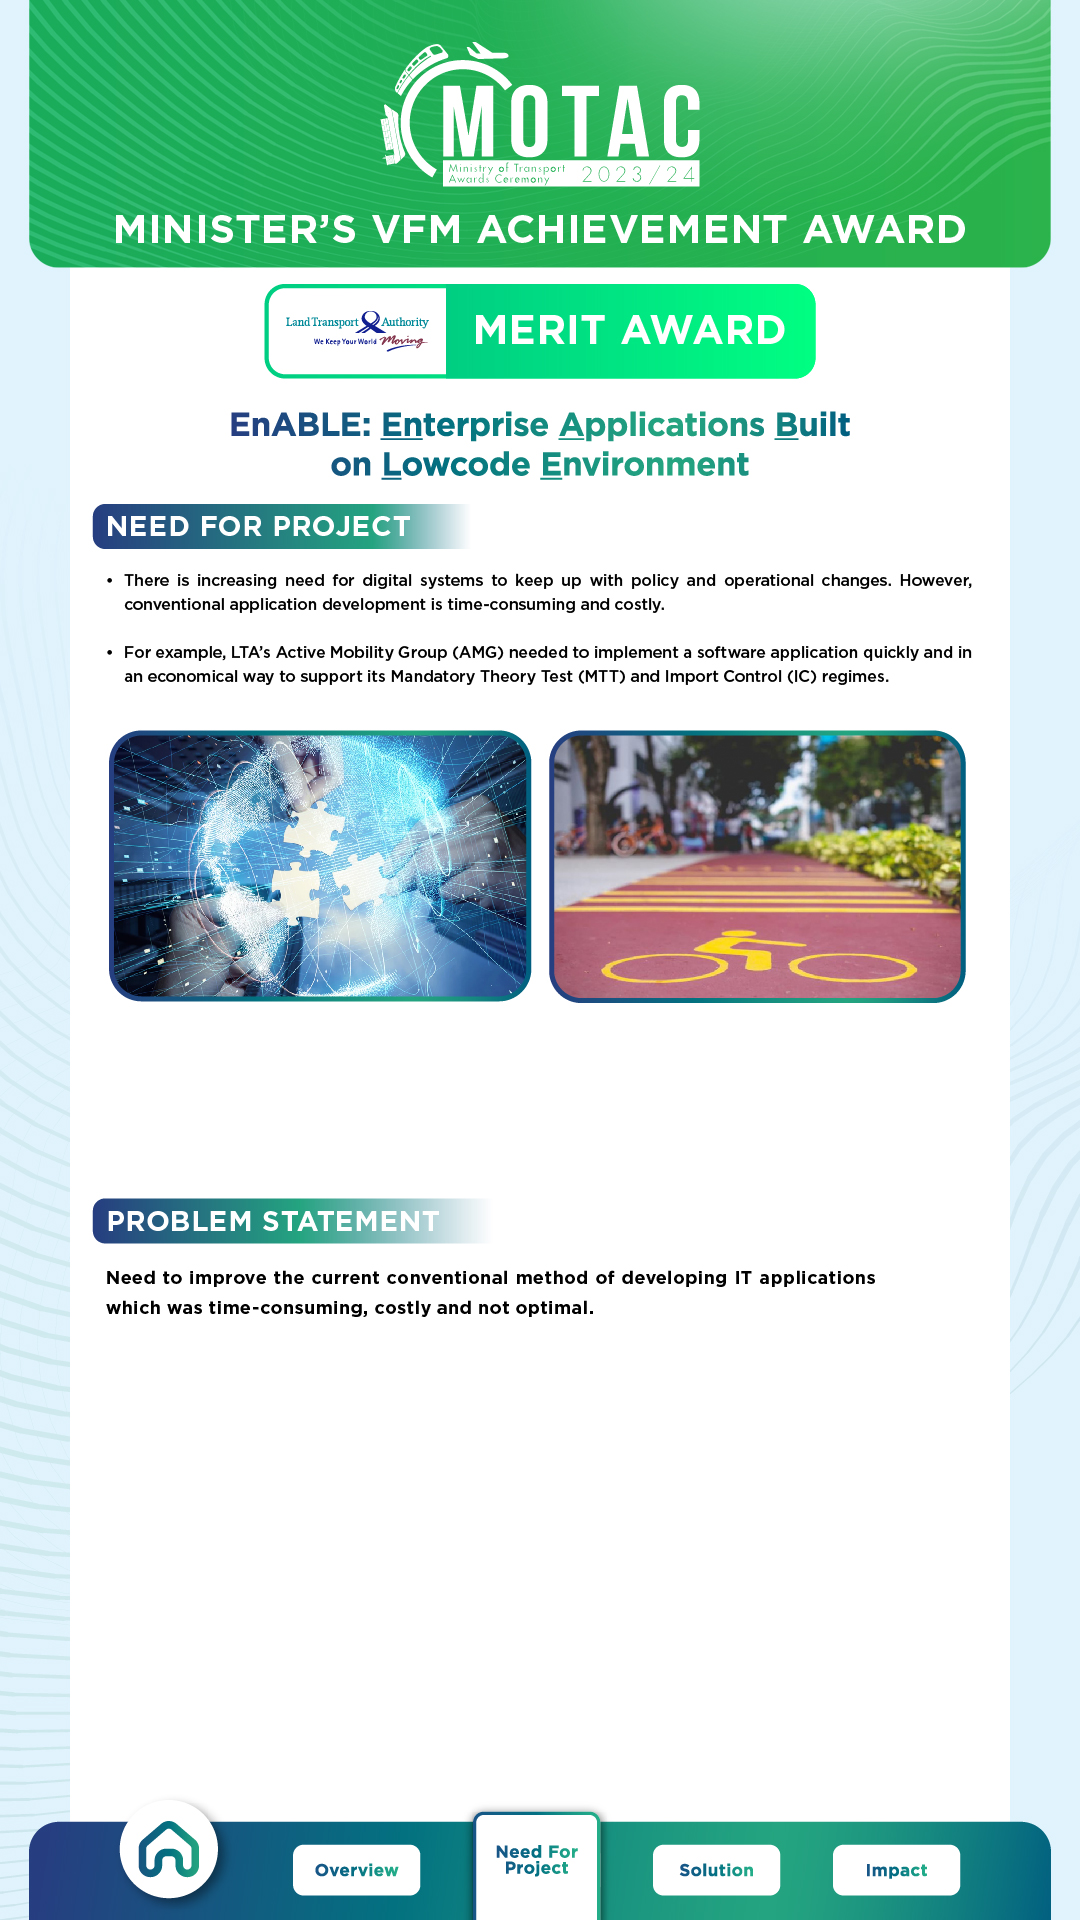 MOTAC
Ministry of Transport
Awards Ceremony
2023/24
MINISTER’S VFM ACHIEVEMENT AWARD
Land Transport Authority
We Keep Your World Moving
MERIT AWARD
EnABLE: Enterprise Applications Built
on Lowcode Environment
NEED FOR PROJECT
• There is increasing need for digital systems to keep up with policy and operational changes. However,
conventional application development is time-consuming and costly.
• For example, LTA’s Active Mobility Group (AMG) needed to implement a software application quickly and in
an economical way to support its Mandatory Theory Test (MTT) and Import Control (IC) regimes.
PROBLEM STATEMENT
Need to improve the current conventional method of developing IT applications
which was time-consuming, costly and not optimal.
Overview
Need For
Project
Solution
Impact